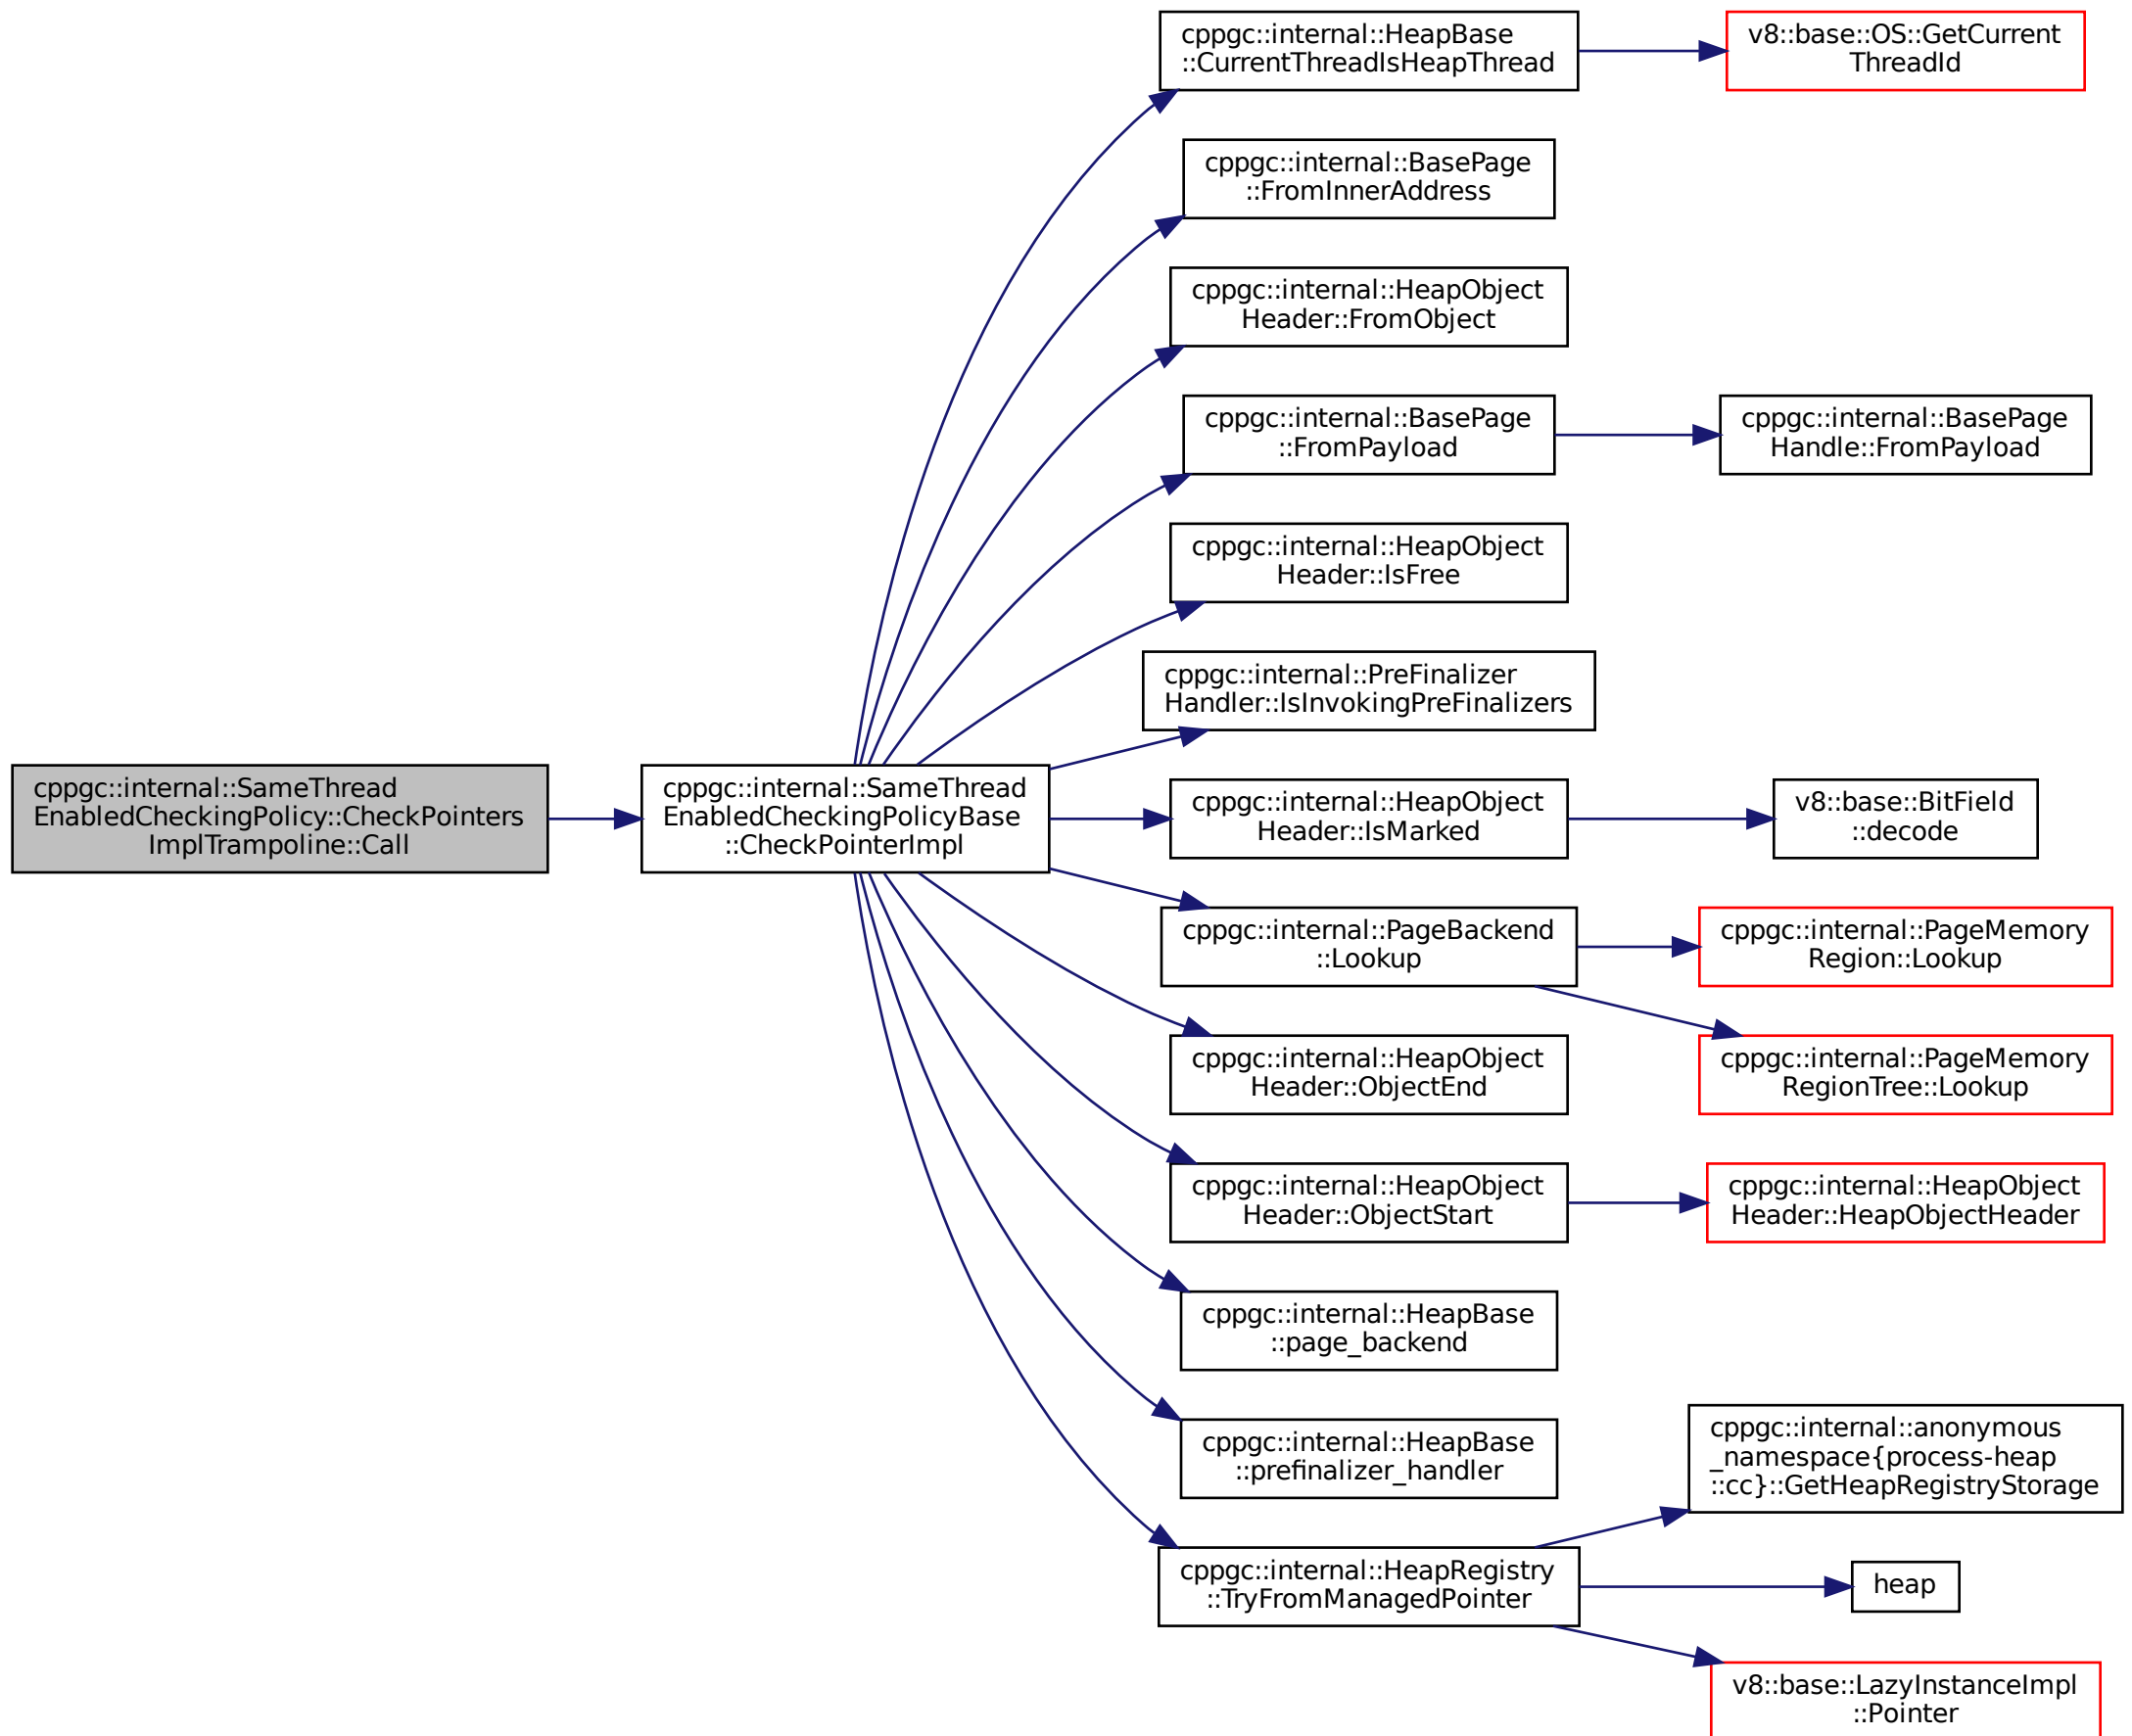 cppgc::internal::SameThread
EnabledCheckingPolicy::CheckPointers
ImplTrampoline::Call
cppgc::internal::SameThread
EnabledCheckingPolicyBase
::CheckPointerImpl
cppgc::internal::HeapBase
::CurrentThreadIsHeapThread
v8::base::OS::GetCurrent
ThreadId
cppgc::internal::BasePage
::FromInnerAddress
cppgc::internal::HeapObject
Header::FromObject
cppgc::internal::BasePage
::FromPayload
cppgc::internal::BasePage
Handle::FromPayload
cppgc::internal::HeapObject
Header::IsFree
cppgc::internal::PreFinalizer
Handler::IsInvokingPreFinalizers
cppgc::internal::HeapObject
Header::IsMarked
v8::base::BitField
::decode
cppgc::internal::PageBackend
::Lookup
cppgc::internal::PageMemory
Region::Lookup
cppgc::internal::PageMemory
RegionTree::Lookup
cppgc::internal::HeapObject
Header::ObjectEnd
cppgc::internal::HeapObject
Header::ObjectStart
cppgc::internal::HeapObject
Header::HeapObjectHeader
cppgc::internal::HeapBase
::page_backend
cppgc::internal::HeapBase
::prefinalizer_handler
cppgc::internal::HeapRegistry
::TryFromManagedPointer
cppgc::internal::anonymous
_namespace{process-heap
::cc}::GetHeapRegistryStorage
heap
v8::base::LazyInstanceImpl
::Pointer